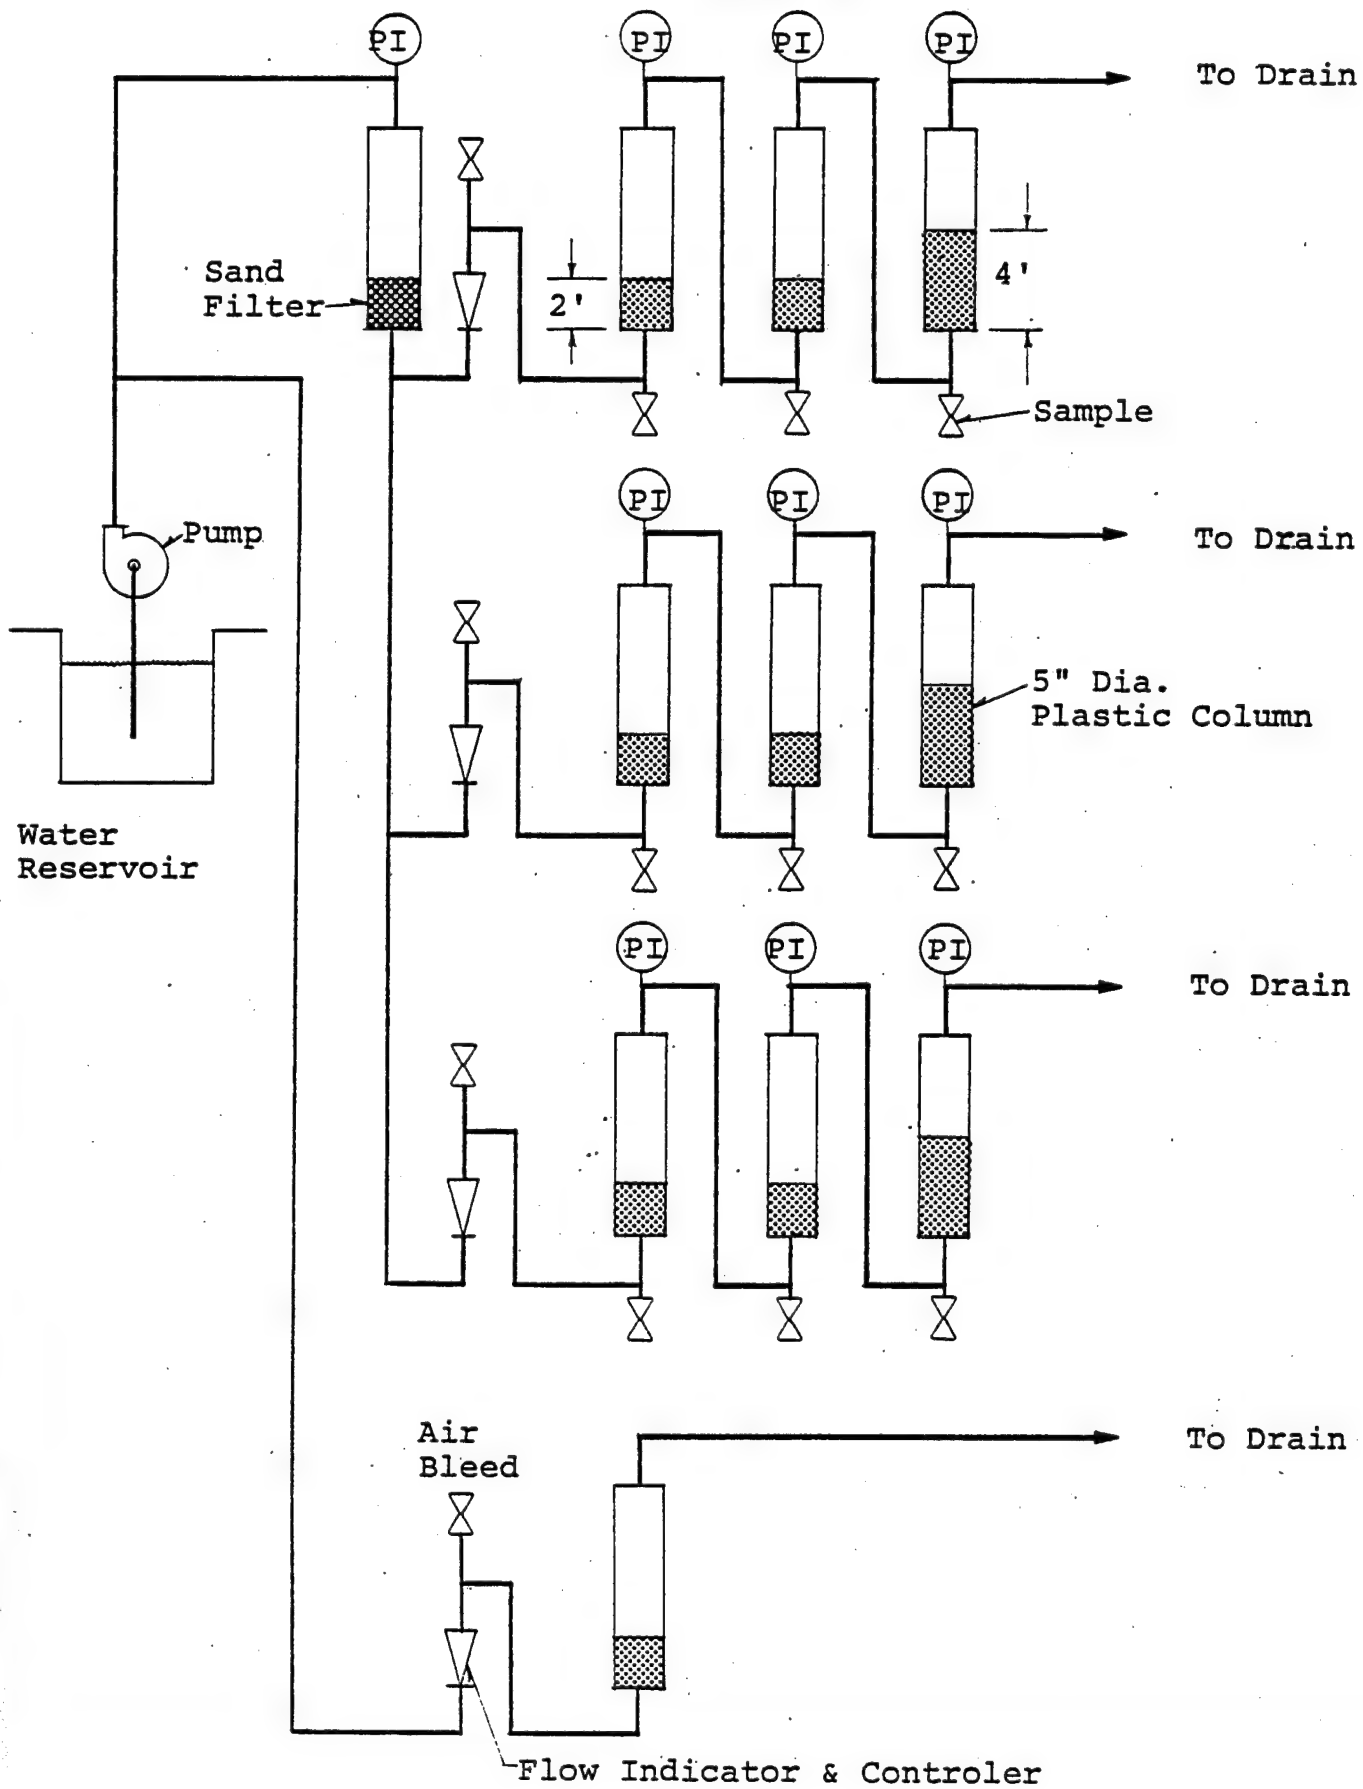 PI
PI
PI
PI
To Drain
Sand
Filter
2'
4'
Sample
PI
PI
PI
Pump
To Drain
5" Dia.
Plastic Column
Water
Reservoir
PI
PI
PI
To Drain
Air
Bleed
To Drain
Flow Indicator & Controler